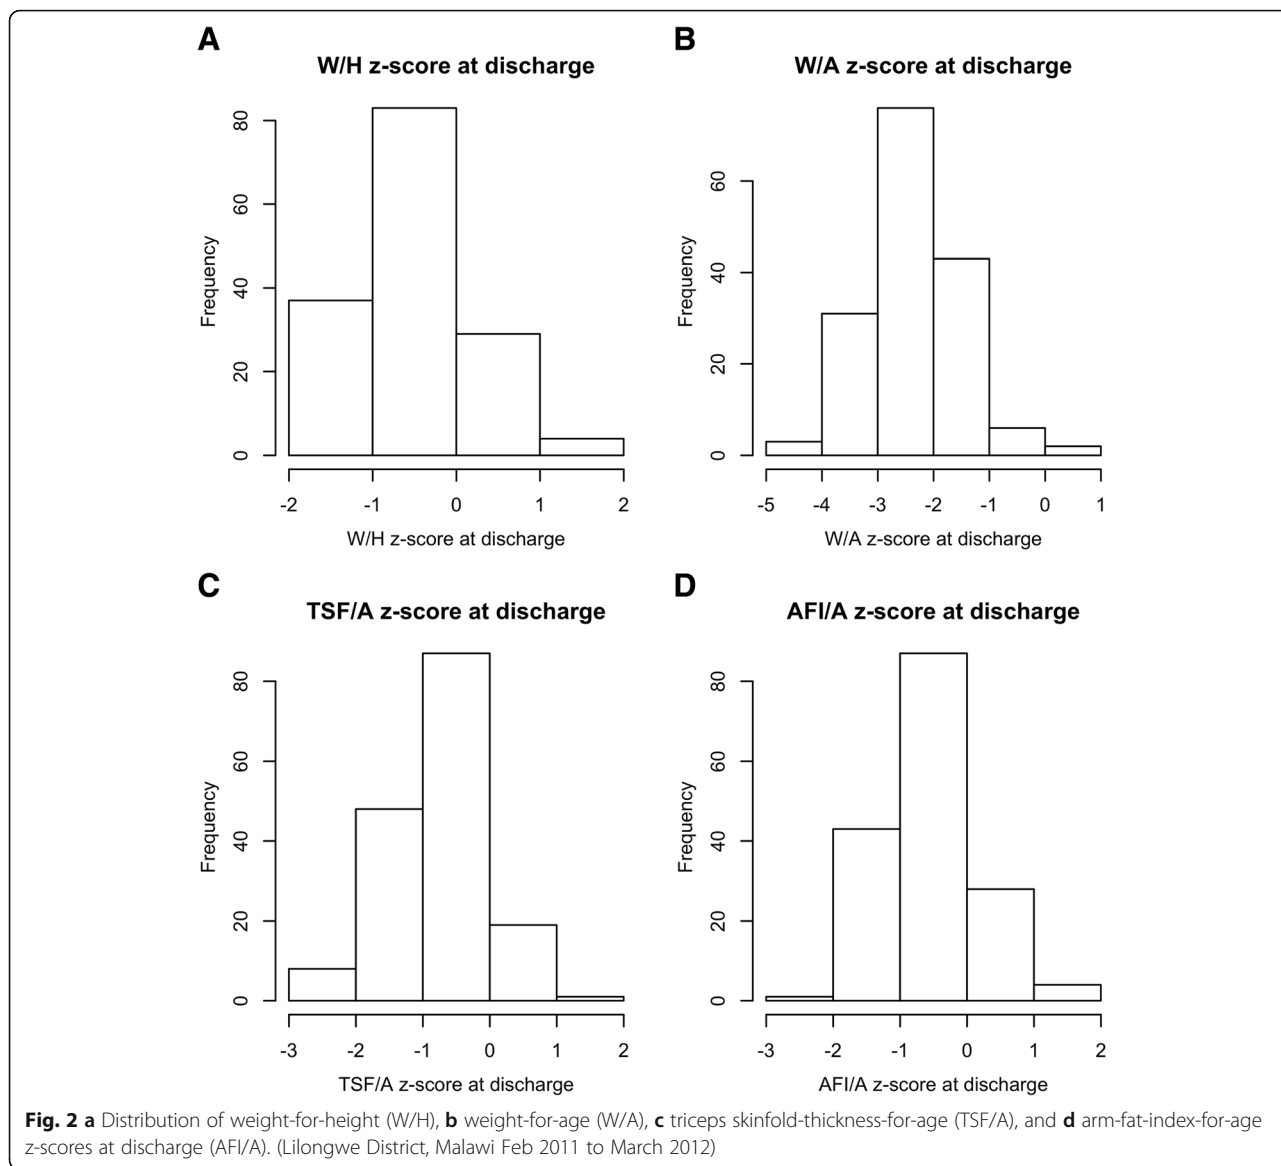 A
W/H z-score at discharge
Frequency
0
20
40
60
80
-2 -1 0 1 2
W/H z-score at discharge
B
W/A z-score at discharge
Frequency
0
20
40
60
-5 -4 -3 -2 -1 0 1
W/A z-score at discharge
C
TSF/A z-score at discharge
Frequency
0
20
40
60
80
-3 -2 -1 0 1 2
TSF/A z-score at discharge
D
AFI/A z-score at discharge
Frequency
0
20
40
60
80
-3 -2 -1 0 1 2
AFI/A z-score at discharge
Fig. 2 a Distribution of weight-for-height (W/H), b weight-for-age (W/A), c triceps skinfold-thickness-for-age (TSF/A), and d arm-fat-index-for-age
z-scores at discharge (AFI/A). (Lilongwe District, Malawi Feb 2011 to March 2012)